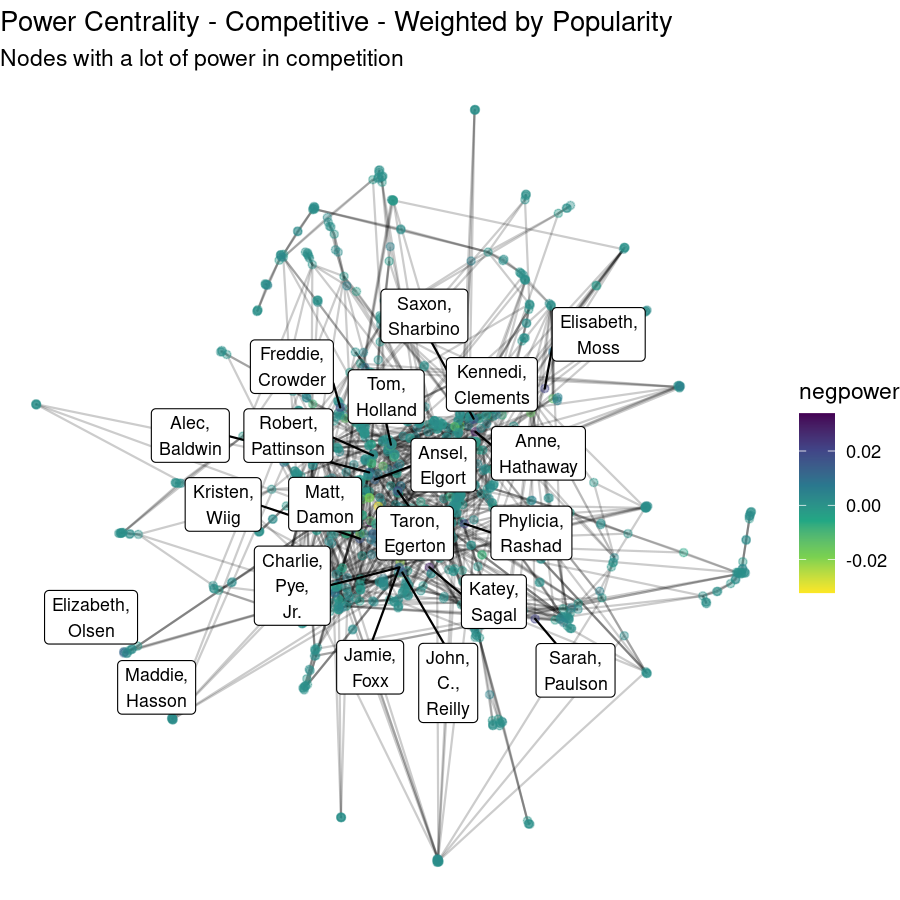 Power Centrality - Competitive - Weighted by Popularity
Nodes with a lot of power in competition
Saxon,
Sharbino
Elisabeth,
Moss
Freddie,
Crowder
Tom,
Holland
Kennedi,
Clements
Alec,
Baldwin
Robert,
Pattinson
Ansel,
Elgort
Anne,
Hathaway
Kristen,
Wiig
Matt,
Damon
Taron,
Egerton
Phylicia,
Rashad
Charlie,
Pye,
Jr.
Katey,
Sagal
Elizabeth,
Olsen
Maddie,
Hasson
Jamie,
Foxx
John,
C.,
Reilly
Sarah,
Paulson
negpower
0.02
0.00
-0.02